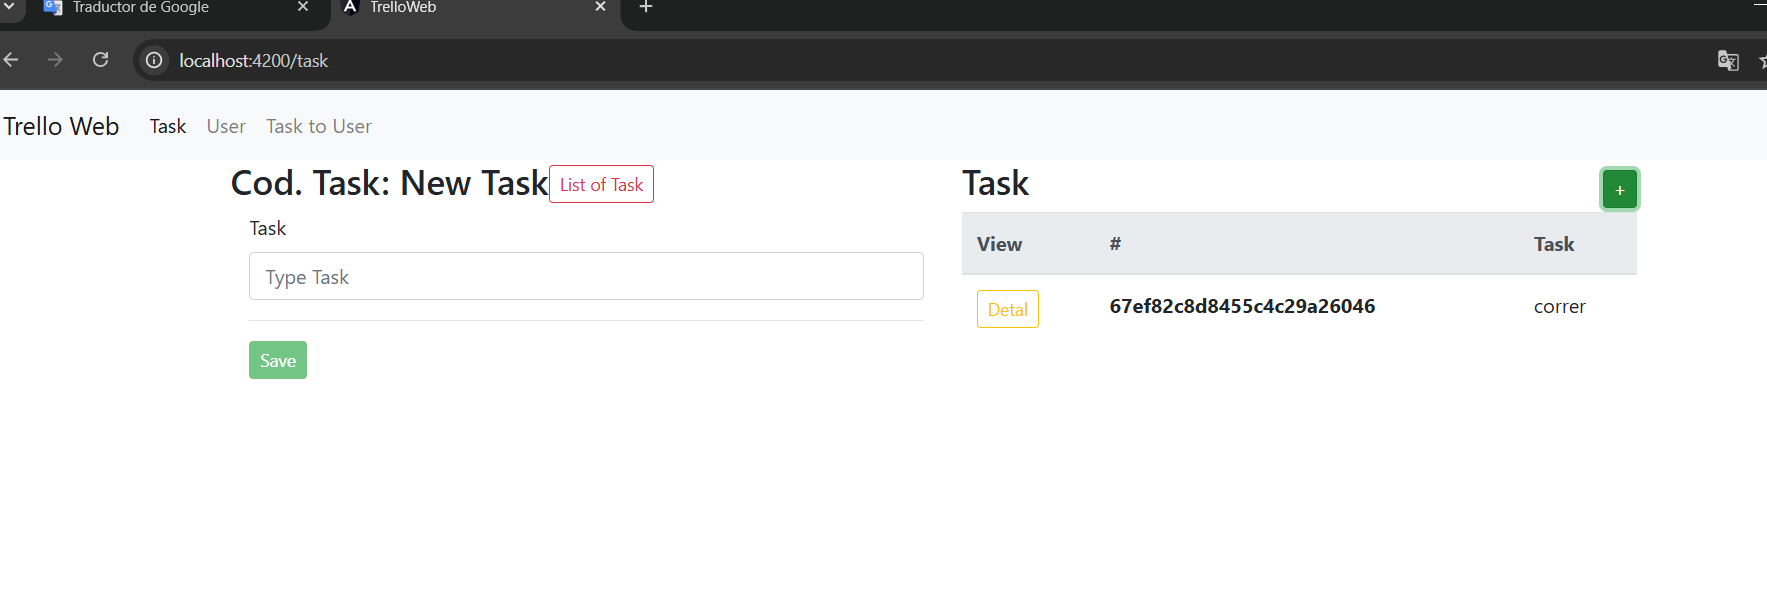 Traductor de Google
TrelloWeb
localhost:4200/task
Trello Web Task User Task to User
Cod. Task: New Task List of Task
Task
Type Task
Save
Task +
View # Task
Detal 67ef82c8d8455c4c29a26046 correr